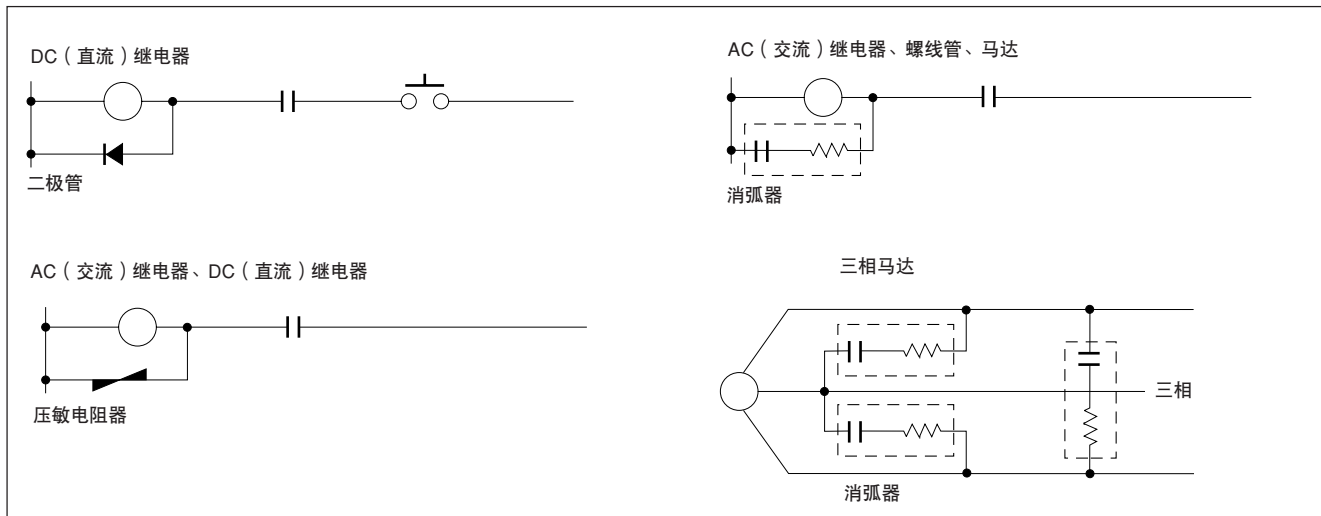 DC（直流）继电器
二极管
AC（交流）继电器、螺线管、马达
消弧器
AC（交流）继电器、DC（直流）继电器
压敏电阻器
三相马达
三相
消弧器